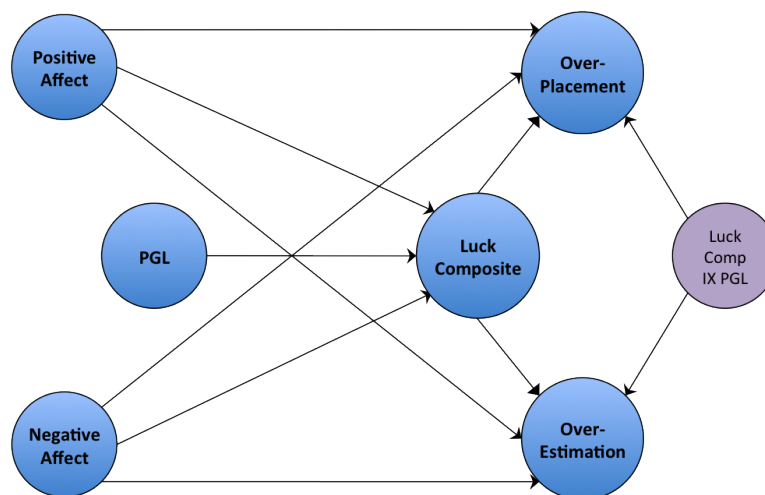 Positive
Affect
Over-
Placement
PGL
Luck
Composite
Luck
Comp
IX PGL
Negative
Affect
Over-
Estimation